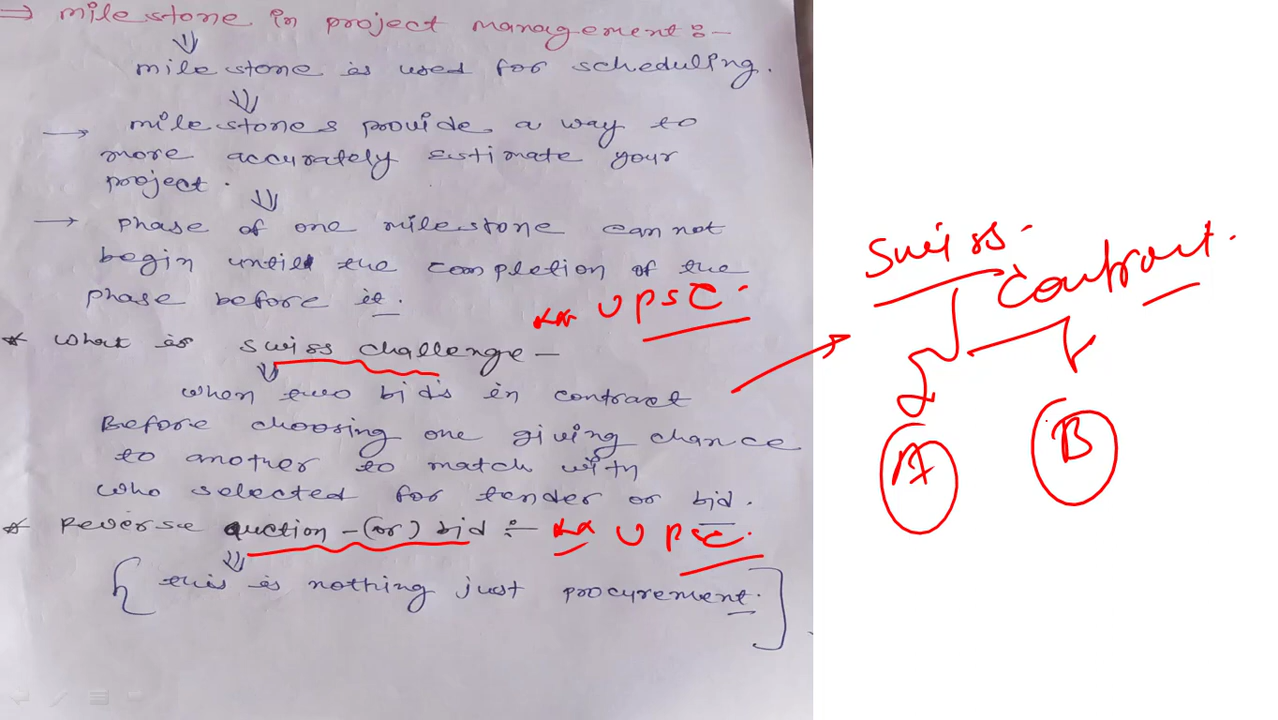 ⇒ milestone in project management:-
milestone is used for scheduling.
→ milestones provide a way to
more accurately estimate your
project.
→ phase of one milestone cannot
begin until the completion of the
phase before it.
UPSC.
* What is swiss challenge -
when two bids in contract
Before choosing one giving chance
to another to match with
who selected for tender or bid.
* Reverse auction - (or) bid :-
UPSC.
{ this is nothing just procurement. ]
Swiss.
Contract.
A
B